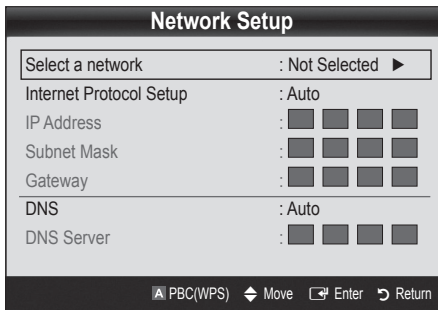 Network Setup
Select a network : Not Selected ►
Internet Protocol Setup : Auto
IP Address :
Subnet Mask :
Gateway :
DNS : Auto
DNS Server :
A PBC(WPS) Move Enter Return